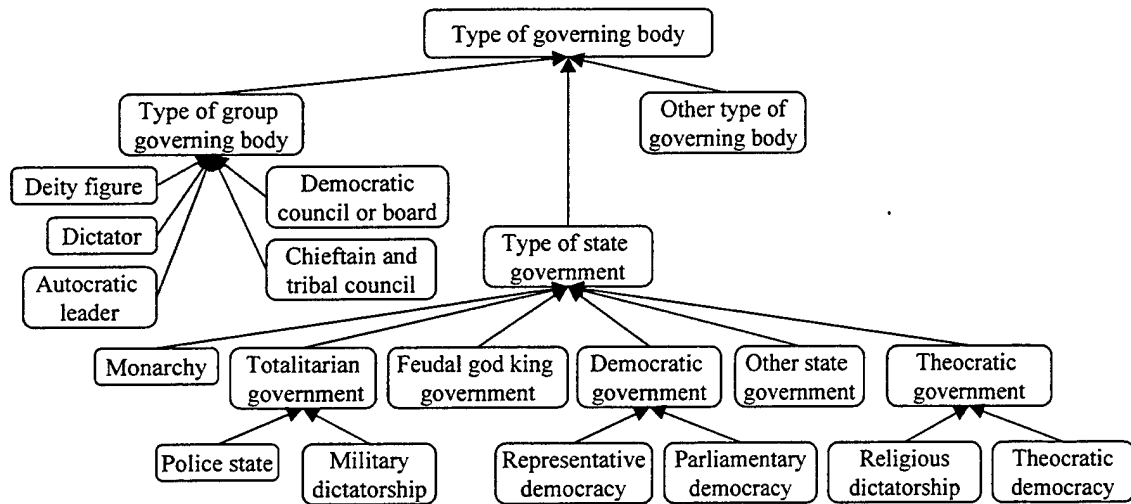 Type of governing body
Type of group
governing body
Other type of
governing body
Deity figure
Democratic
council or board
Dictator
Chieftain and
tribal council
Autocratic
leader
Type of state
government
Monarchy
Totalitarian
government
Feudal god king
government
Democratic
government
Other state
government
Theocratic
government
Police state
Military
dictatorship
Representative
democracy
Parliamentary
democracy
Religious
dictatorship
Theocratic
democracy